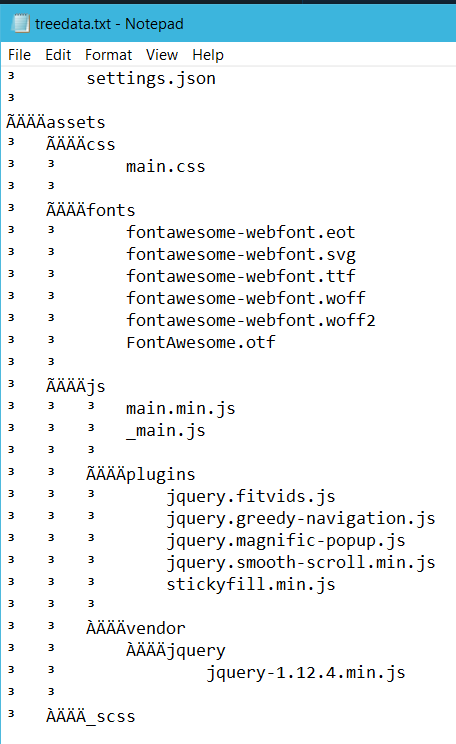 treedata.txt - Notepad
File Edit Format View Help
³       settings.json
³
ÃÄÄÄassets
³   ÃÄÄÄcss
³   ³       main.css
³   ³
³   ÃÄÄÄfonts
³   ³       fontawesome-webfont.eot
³   ³       fontawesome-webfont.svg
³   ³       fontawesome-webfont.ttf
³   ³       fontawesome-webfont.woff
³   ³       fontawesome-webfont.woff2
³   ³       FontAwesome.otf
³   ³
³   ÃÄÄÄjs
³   ³   ³   main.min.js
³   ³   ³   _main.js
³   ³   ³
³   ³   ÃÄÄÄplugins
³   ³   ³       jquery.fitvids.js
³   ³   ³       jquery.greedy-navigation.js
³   ³   ³       jquery.magnific-popup.js
³   ³   ³       jquery.smooth-scroll.min.js
³   ³   ³       stickyfill.min.js
³   ³   ³
³   ³   ÀÄÄÄvendor
³   ³       ÀÄÄÄjquery
³   ³               jquery-1.12.4.min.js
³   ³
³   ÀÄÄÄ_scss